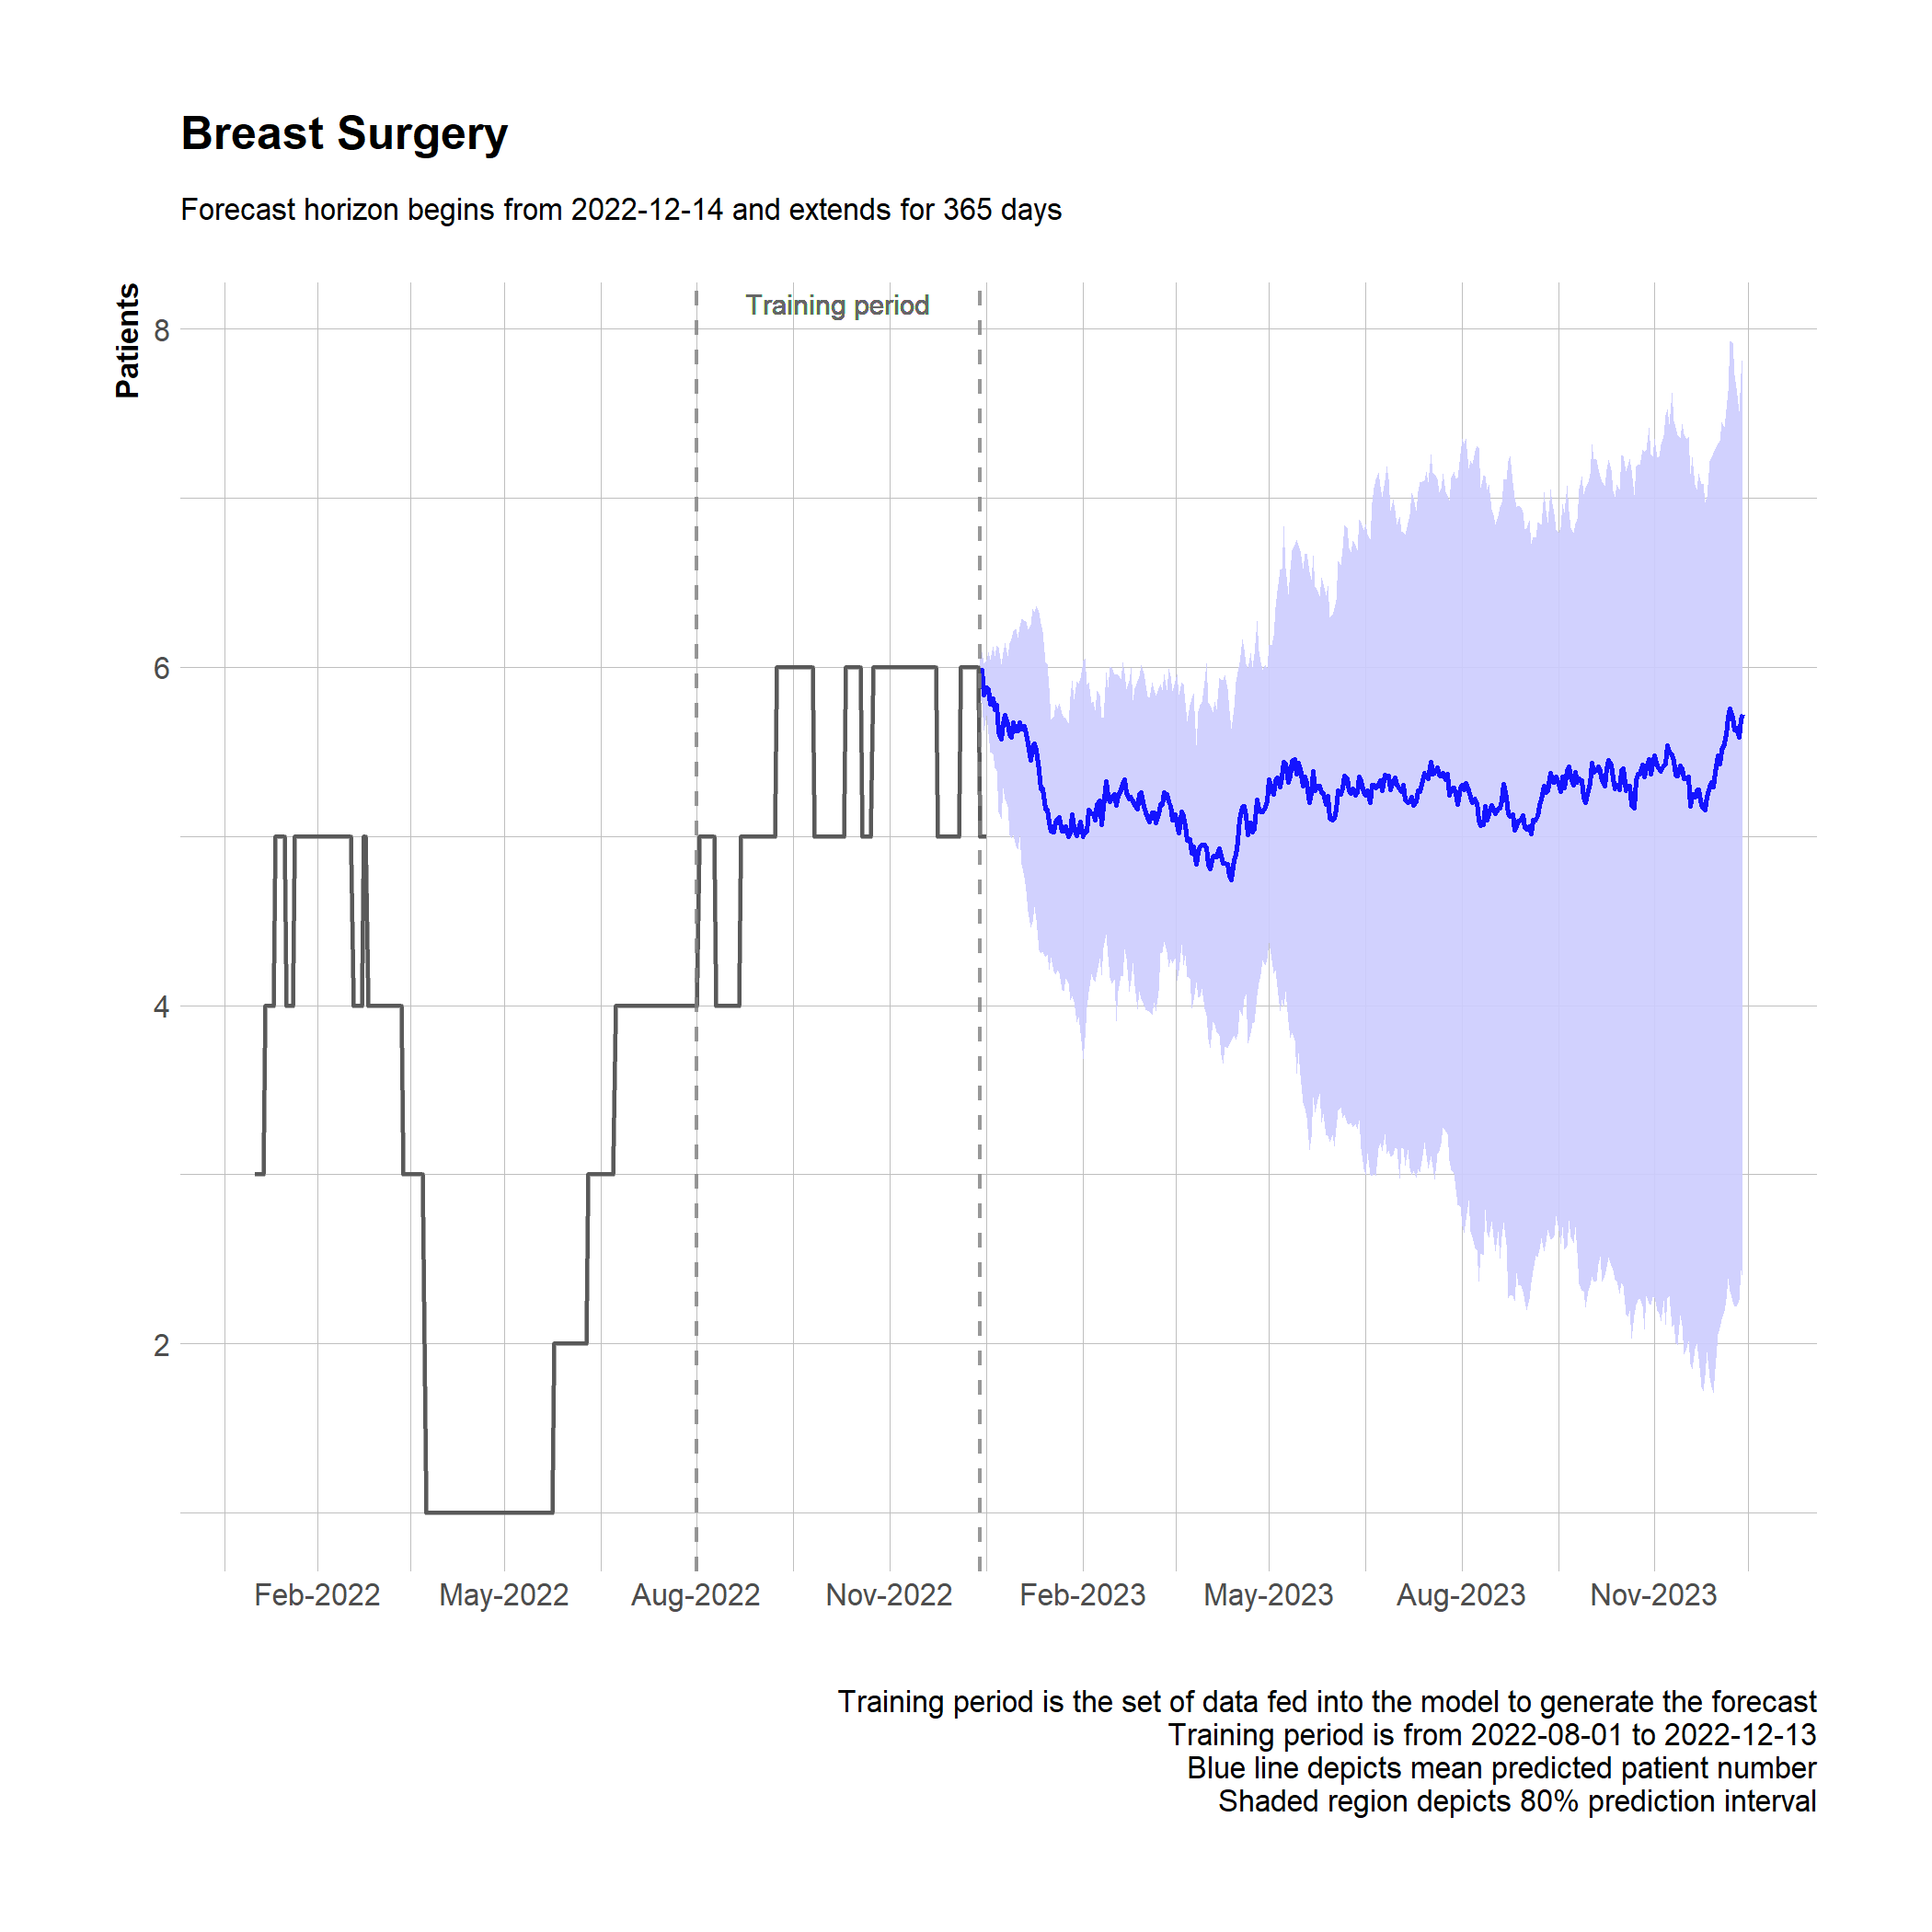 Breast Surgery
Forecast horizon begins from 2022-12-14 and extends for 365 days
Patients
Training period
8
6
4
2
Feb-2022 May-2022 Aug-2022 Nov-2022 Feb-2023 May-2023 Aug-2023 Nov-2023
Training period is the set of data fed into the model to generate the forecast
Training period is from 2022-08-01 to 2022-12-13
Blue line depicts mean predicted patient number
Shaded region depicts 80% prediction interval